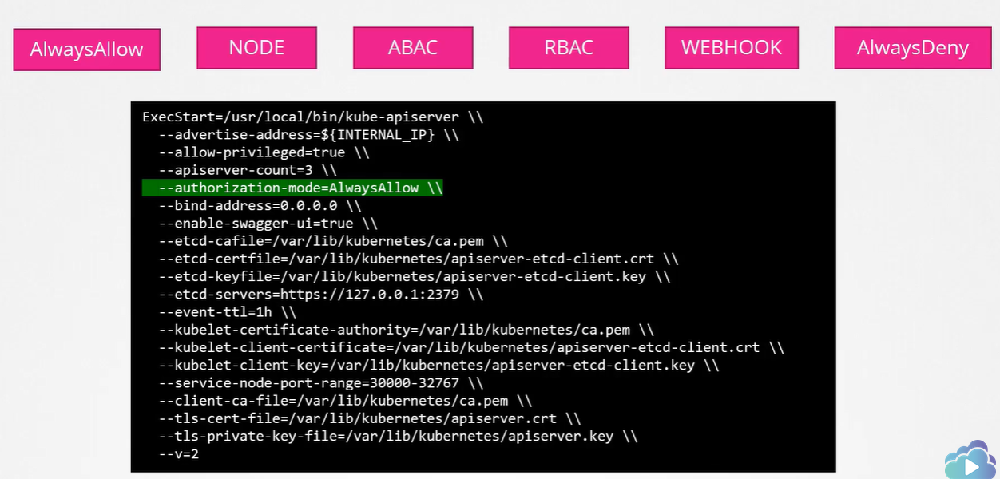 AlwaysAllow NODE ABAC RBAC WEBHOOK AlwaysDeny
ExecStart=/usr/local/bin/kube-apiserver \\
--advertise-address=${INTERNAL_IP} \\
--allow-privileged=true \\
--apiserver-count=3 \\
--authorization-mode=AlwaysAllow \\
--bind-address=0.0.0.0 \\
--enable-swagger-ui=true \\
--etcd-cafile=/var/lib/kubernetes/ca.pem \\
--etcd-certfile=/var/lib/kubernetes/apiserver-etcd-client.crt \\
--etcd-keyfile=/var/lib/kubernetes/apiserver-etcd-client.key \\
--etcd-servers=https://127.0.0.1:2379 \\
--event-ttl=1h \\
--kubelet-certificate-authority=/var/lib/kubernetes/ca.pem \\
--kubelet-client-certificate=/var/lib/kubernetes/apiserver-etcd-client.crt \\
--kubelet-client-key=/var/lib/kubernetes/apiserver-etcd-client.key \\
--service-node-port-range=30000-32767 \\
--client-ca-file=/var/lib/kubernetes/ca.pem \\
--tls-cert-file=/var/lib/kubernetes/apiserver.crt \\
--tls-private-key-file=/var/lib/kubernetes/apiserver.key \\
--v=2